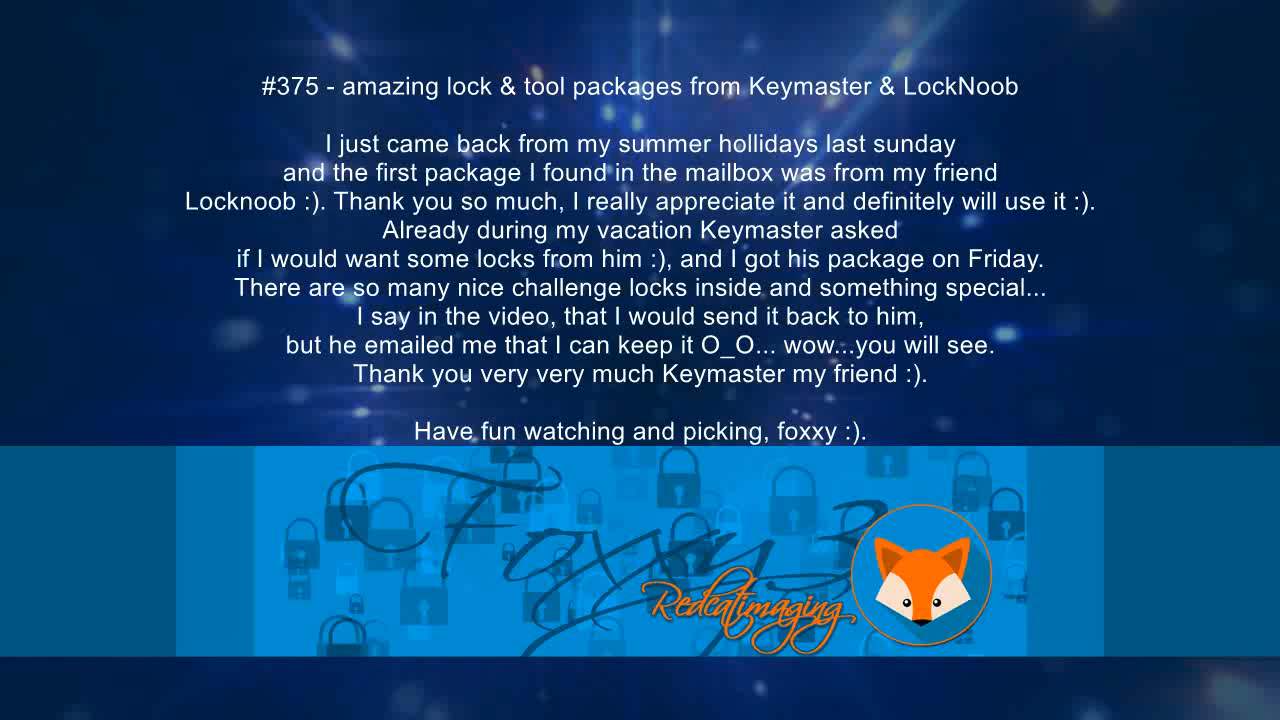 #375 - amazing lock & tool packages from Keymaster & LockNoob
I just came back from my summer hollidays last sunday
and the first package I found in the mailbox was from my friend
Locknoob :). Thank you so much, I really appreciate it and definitely will use it :).
Already during my vacation Keymaster asked
if I would want some locks from him :), and I got his package on Friday.
There are so many nice challenge locks inside and something special...
I say in the video, that I would send it back to him,
but he emailed me that I can keep it O_O... wow...you will see.
Thank you very very much Keymaster my friend :).
Have fun watching and picking, foxxy :).
Foxxy 3
Redcatimaging